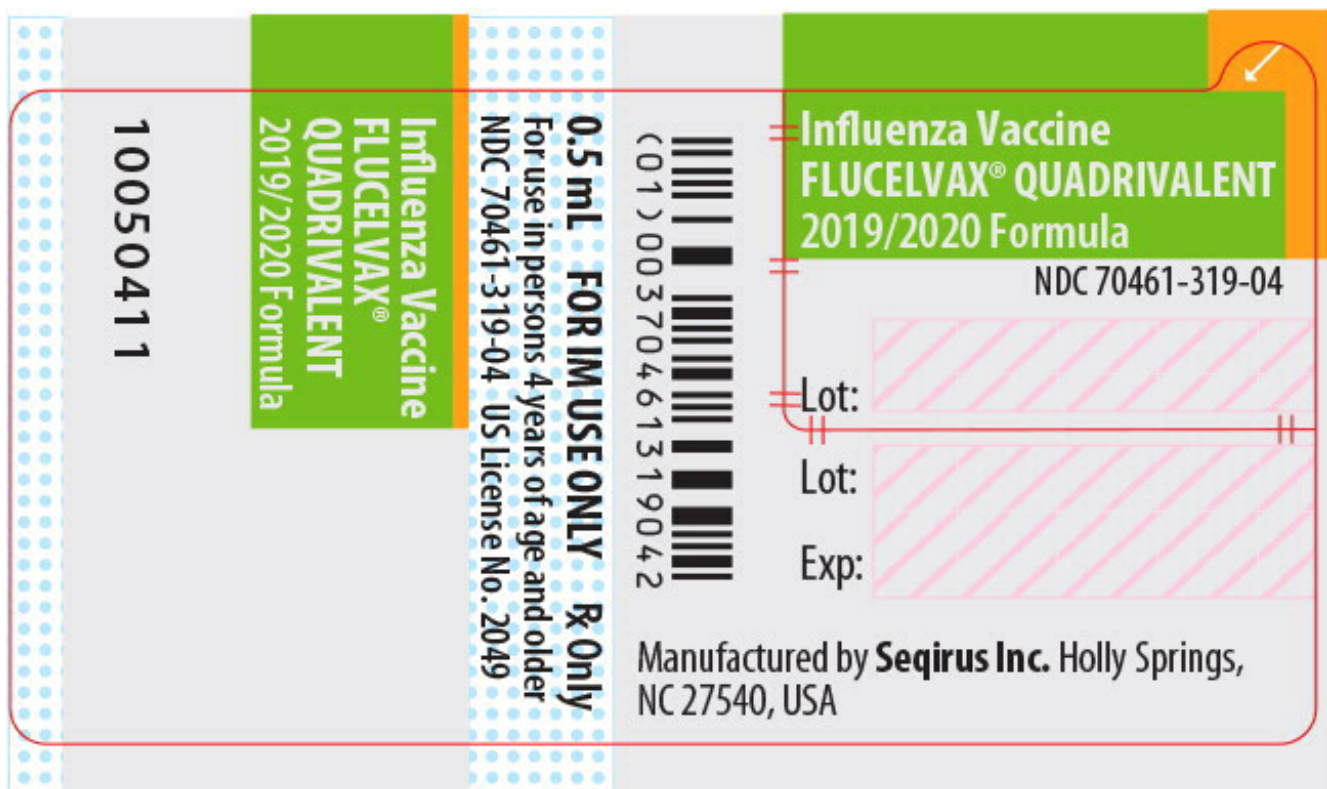 10050411
Influenza Vaccine
FLUCELVAX®
QUADRIVALENT
2019/2020 Formula
0.5 mL FOR IM USE ONLY ℞ Only
For use in persons 4 years of age and older
NDC 70461-319-04 US License No. 2049
(01)00370461319042
Influenza Vaccine
FLUCELVAX® QUADRIVALENT
2019/2020 Formula
NDC 70461-319-04
Lot:
Lot:
Exp:
Manufactured by Seqirus Inc. Holly Springs,
NC 27540, USA